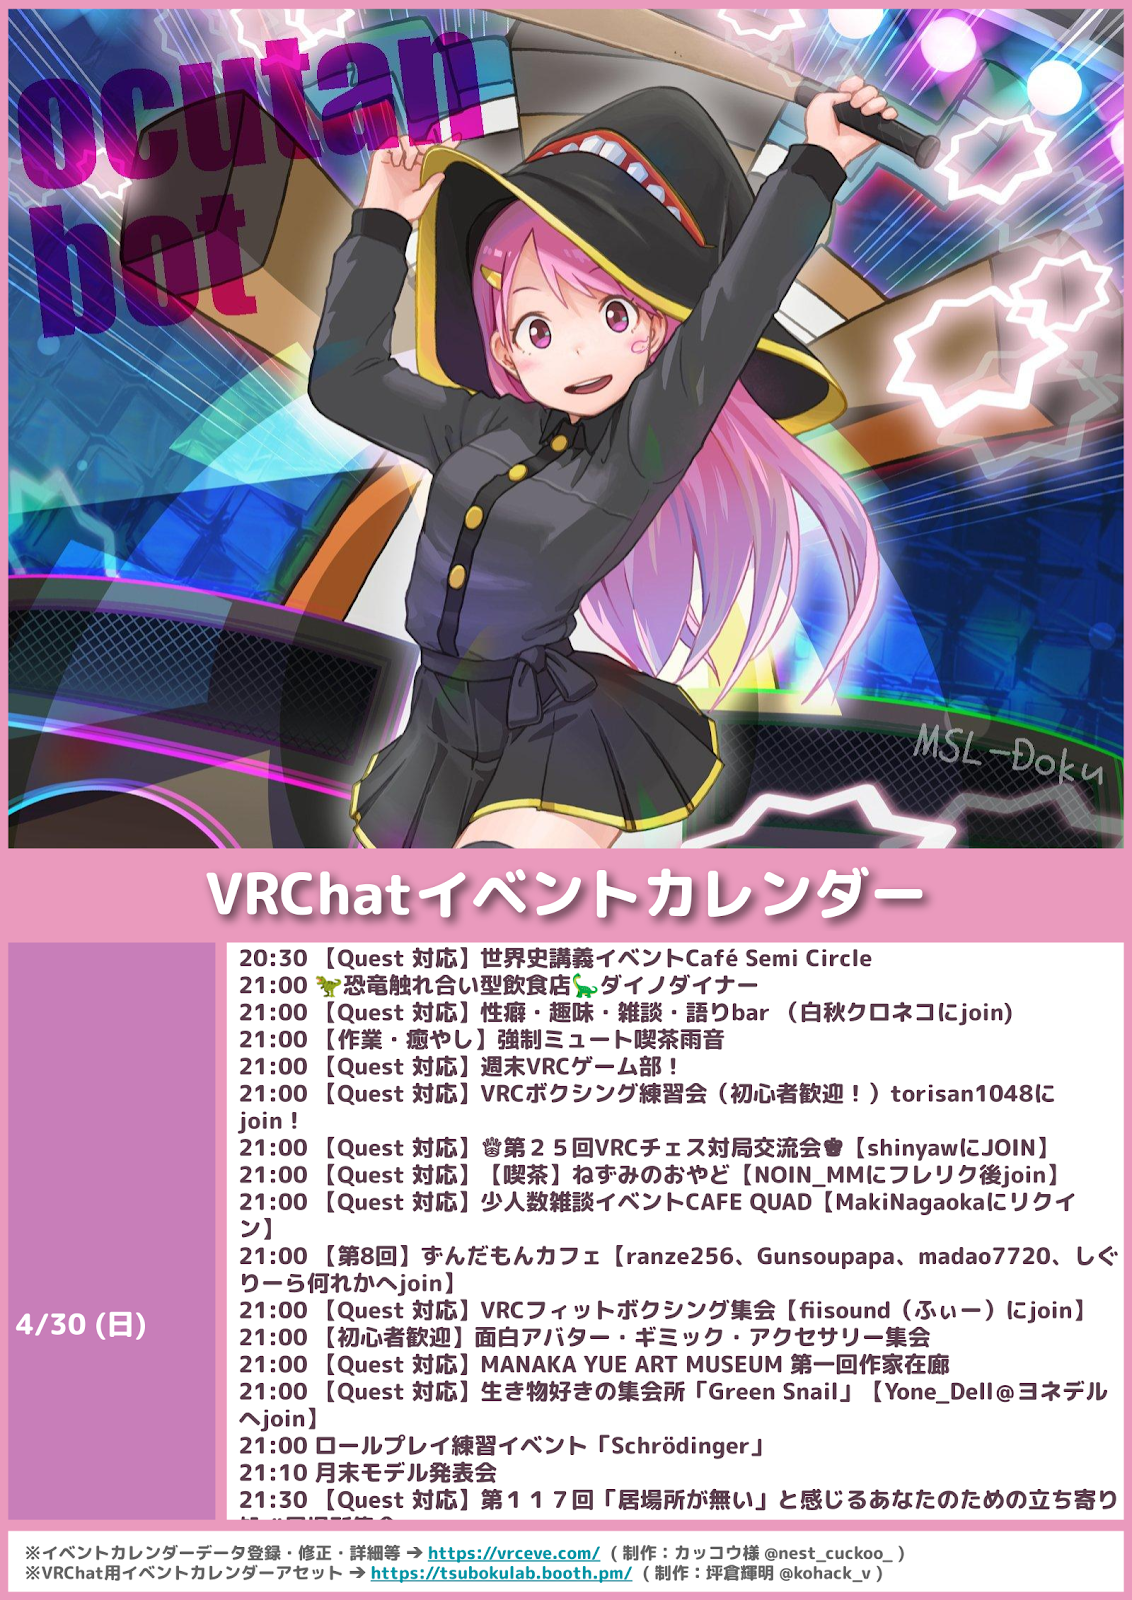 ocutan
bot
MSL-Doku
VRChatイベントカレンダー
4/30 (日)
20:30 【Quest 対応】世界史講義イベントCafé Semi Circle
21:00 🦖恐竜触れ合い型飲食店🦕ダイノダイナー
21:00 【Quest 対応】性癖・趣味・雑談・語りbar （白秋クロネコにjoin)
21:00 【作業・癒やし】強制ミュート喫茶雨音
21:00 【Quest 対応】週末VRCゲーム部！
21:00 【Quest 対応】VRCボクシング練習会（初心者歓迎！）torisan1048に
join！
21:00 【Quest 対応】♕第２５回VRCチェス対局交流会♚【shinyawにJOIN】
21:00 【Quest 対応】【喫茶】ねずみのおやど【NOIN_MMにフレリク後join】
21:00 【Quest 対応】少人数雑談イベントCAFE QUAD【MakiNagaokaにリクイ
ン】
21:00 【第8回】ずんだもんカフェ【ranze256、Gunsoupapa、madao7720、しぐ
りーら何れかへjoin】
21:00 【Quest 対応】VRCフィットボクシング集会【fiisound（ふぃー）にjoin】
21:00 【初心者歓迎】面白アバター・ギミック・アクセサリー集会
21:00 【Quest 対応】MANAKA YUE ART MUSEUM 第一回作家在廊
21:00 【Quest 対応】生き物好きの集会所「Green Snail」【Yone_Dell@ヨネデル
へjoin】
21:00 ロールプレイ練習イベント「Schrödinger」
21:10 月末モデル発表会
21:30 【Quest 対応】第１１７回「居場所が無い」と感じるあなたのための立ち寄り
※イベントカレンダーデータ登録・修正・詳細等 ➔ https://vrceve.com/ ( 制作：カッコウ様 @nest_cuckoo_ )
※VRChat用イベントカレンダーアセット ➔ https://tsubokulab.booth.pm/ ( 制作：坪倉輝明 @kohack_v )